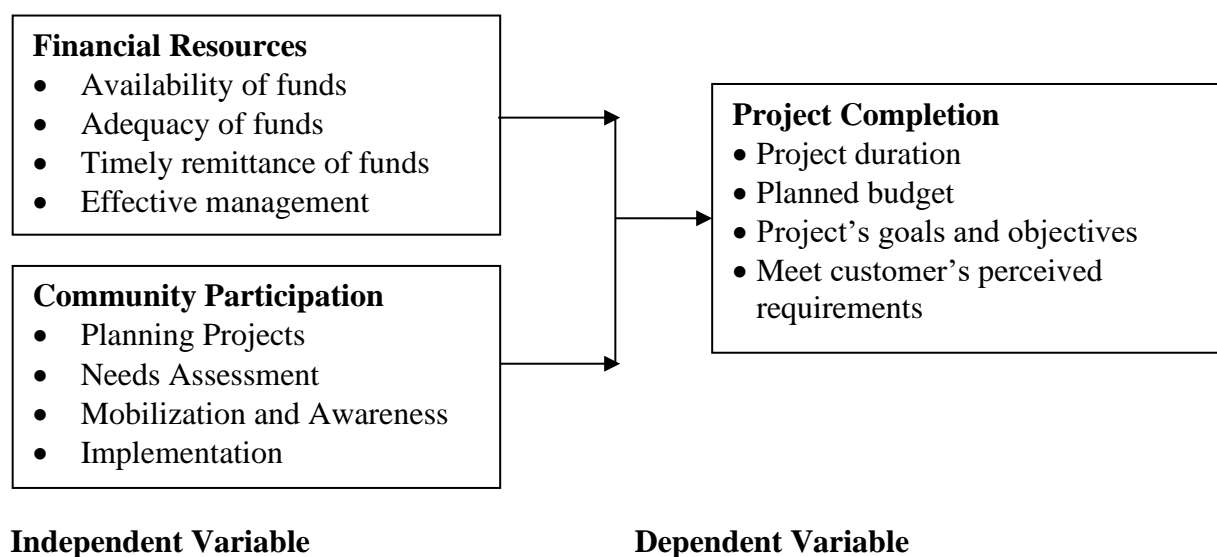 Financial Resources
• Availability of funds
• Adequacy of funds
• Timely remittance of funds
• Effective management
Community Participation
• Planning Projects
• Needs Assessment
• Mobilization and Awareness
• Implementation
Project Completion
• Project duration
• Planned budget
• Project’s goals and objectives
• Meet customer’s perceived
requirements
Independent Variable
Dependent Variable